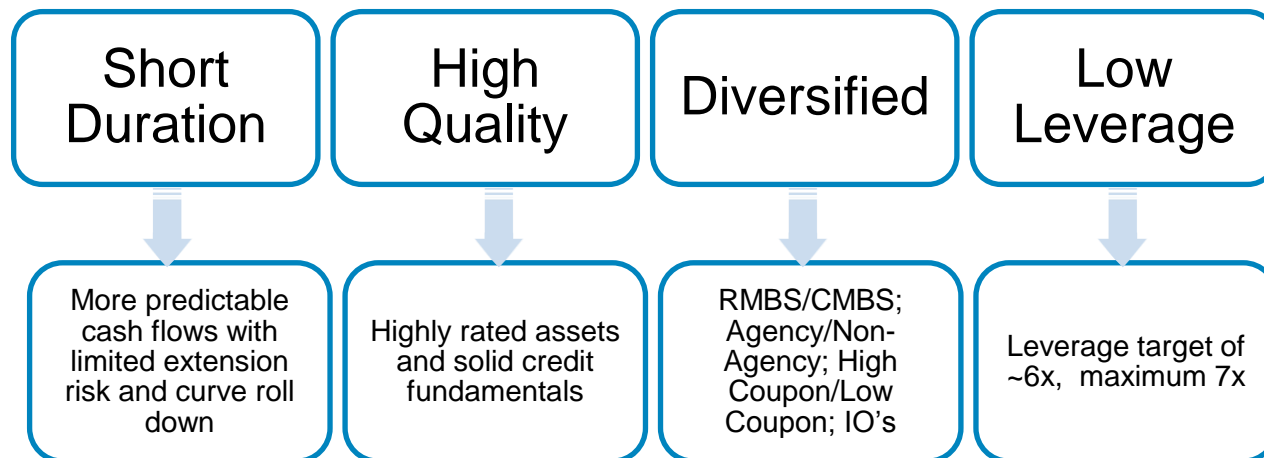 Short
Duration
High
Quality
Diversified
Low
Leverage
More predictable
cash flows with
limited extension
risk and curve roll
down
Highly rated assets
and solid credit
fundamentals
RMBS/CMBS;
Agency/Non-
Agency; High
Coupon/Low
Coupon; IO’s
Leverage target of
~6x,  maximum 7x